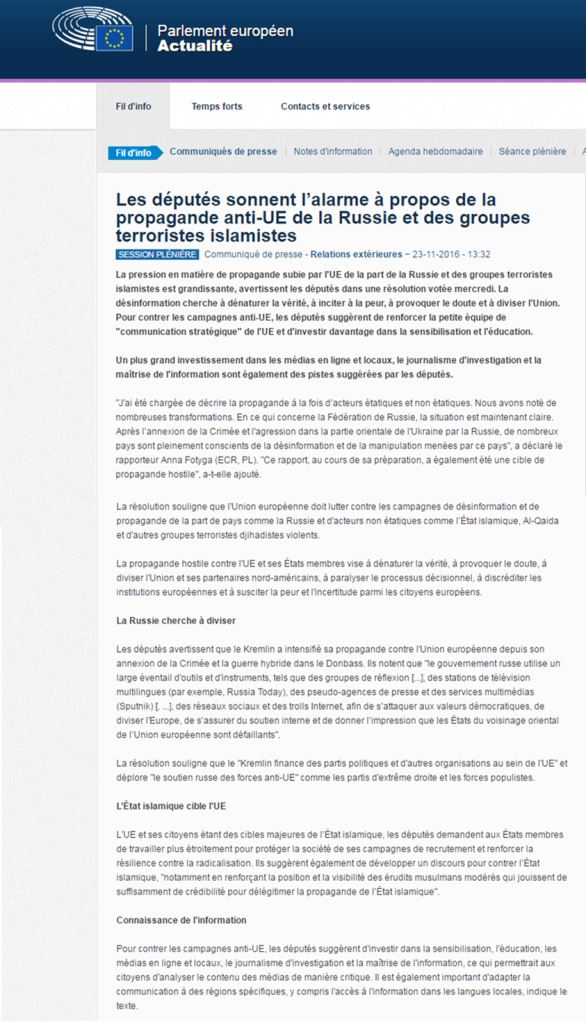 Parlement européen
Actualité
Fil d'info
Temps forts
Contacts et services
Fil d'info
Communiqués de presse
Notes d'information
Agenda hebdomadaire
Séance plénière
Les députés sonnent l'alarme à propos de la
propagande anti-UE de la Russie et des groupes
terroristes islamistes
SESSION PLÉNIÈRE Communiqué de presse - Relations extérieures − 23-11-2016 - 13:32
La pression en matière de propagande subie par l'UE de la part de la Russie et des groupes terroristes
islamistes est grandissante, avertissent les députés dans une résolution votée mercredi. La
désinformation cherche à dénaturer la vérité, à inciter à la peur, à provoquer le doute et à diviser l'Union.
Pour contrer les campagnes anti-UE, les députés suggèrent de renforcer la petite équipe de
"communication stratégique" de l'UE et d'investir davantage dans la sensibilisation et l'éducation.
Un plus grand investissement dans les médias en ligne et locaux, le journalisme d'investigation et la
maîtrise de l'information sont également des pistes suggérées par les députés.
"J'ai été chargée de décrire la propagande à la fois d'acteurs étatiques et non étatiques. Nous avons noté de
nombreuses transformations. En ce qui concerne la Fédération de Russie, la situation est maintenant claire.
Après l'annexion de la Crimée et l'agression dans la partie orientale de l'Ukraine par la Russie, de nombreux
pays sont pleinement conscients de la désinformation et de la manipulation menées par ce pays", a déclaré le
rapporteur Anna Fotyga (ECR, PL). "Ce rapport, au cours de sa préparation, a également été une cible de
propagande hostile", a-t-elle ajouté.
La résolution souligne que l'Union européenne doit lutter contre les campagnes de désinformation et de
propagande de la part de pays comme la Russie et d'acteurs non étatiques comme l'État islamique, Al-Qaida
et d'autres groupes terroristes djihadistes violents.
La propagande hostile contre l'UE et ses États membres vise à dénaturer la vérité, à provoquer le doute, à
diviser l'Union et ses partenaires nord-américains, à paralyser le processus décisionnel, à discréditer les
institutions européennes et à susciter la peur et l'incertitude parmi les citoyens européens.
La Russie cherche à diviser
Les députés avertissent que le Kremlin a intensifié sa propagande contre l'Union européenne depuis son
annexion de la Crimée et la guerre hybride dans le Donbass. Ils notent que "le gouvernement russe utilise un
large éventail d'outils et d'instruments, tels que des groupes de réflexion [...], des stations de télévision
multilingues (par exemple, Russia Today), des pseudo-agences de presse et des services multimédias
(Sputnik) [. ...], des réseaux sociaux et des trolls Internet, afin de s'attaquer aux valeurs démocratiques, de
diviser l'Europe, de s'assurer du soutien interne et de donner l'impression que les États du voisinage oriental
de l'Union européenne sont défaillants".
La résolution souligne que le "Kremlin finance des partis politiques et d'autres organisations au sein de l'UE" et
déplore "le soutien russe des forces anti-UE" comme les partis d'extrême droite et les forces populistes.
L'État islamique cible l'UE
L'UE et ses citoyens étant des cibles majeures de l'État islamique, les députés demandent aux États membres
de travailler plus étroitement pour protéger la société de ses campagnes de recrutement et renforcer la
résilience contre la radicalisation. Ils suggèrent également de développer un discours pour contrer l'État
islamique, "notamment en renforçant la position et la visibilité des érudits musulmans modérés qui jouissent de
suffisamment de crédibilité pour délégitimer la propagande de l'État islamique".
Connaissance de l'information
Pour contrer les campagnes anti-UE, les députés suggèrent d'investir dans la sensibilisation, l'éducation, les
médias en ligne et locaux, le journalisme d'investigation et la maîtrise de l'information, ce qui permettrait aux
citoyens d'analyser le contenu des médias de manière critique. Il est également important d'adapter la
communication à des régions spécifiques, y compris l'accès à l'information dans les langues locales, indique le
texte.